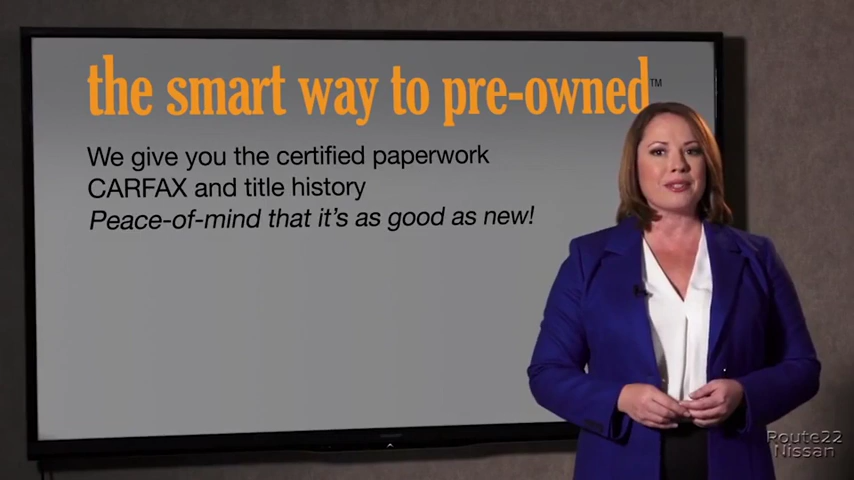 the smart way to pre-owned™
We give you the certified paperwork
CARFAX and title history
Peace-of-mind that it's as good as new!
Route22
Nissan